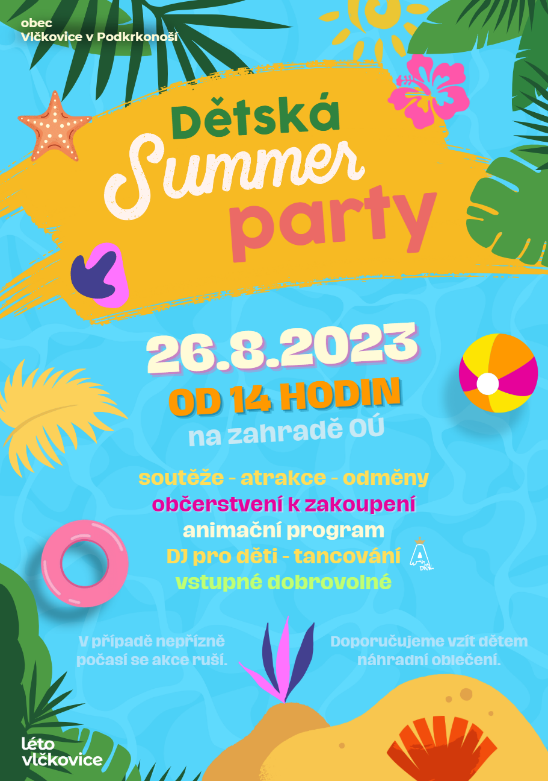 obec
Vlčkovice v Podkrkonoší
Dětská
Summer
party
26.8.2023
OD 14 HODIN
na zahradě OÚ
soutěže - atrakce - odměny
občerstvení k zakoupení
animační program
DJ pro děti - tancování
vstupné dobrovolné
V případě nepřízně
počasí se akce ruší.
Doporučujeme vzít dětem
náhradní oblečení.
léto
vlčkovice